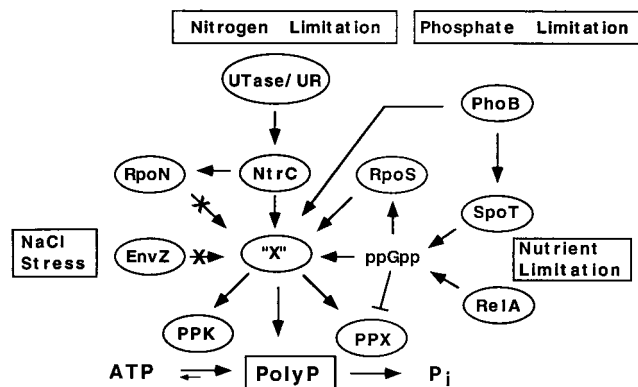 Nitrogen Limitation
Phosphate Limitation
UTase/ UR
PhoB
RpoN
NtrC
RpoS
SpoT
NaCl
Stress
EnvZ
X
"X"
ppGpp
Nutrient
Limitation
RelA
PPK
PPX
ATP
PolyP
Pi